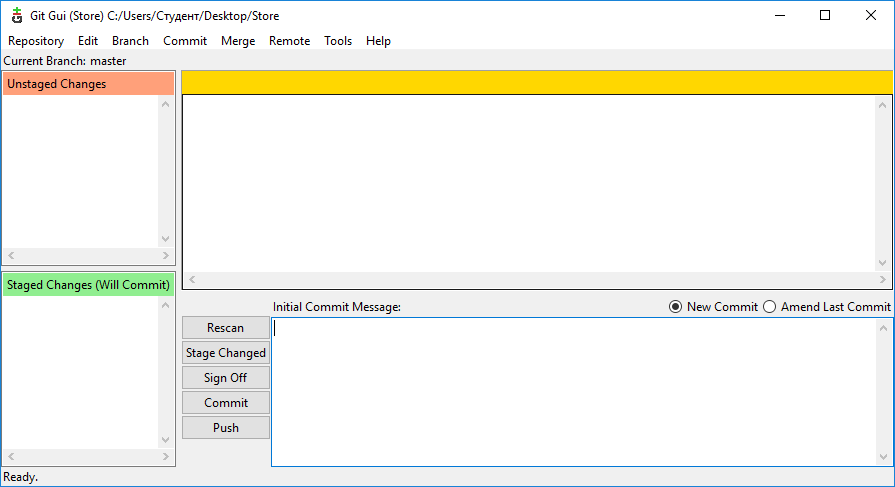 Git Gui (Store) C:/Users/Студент/Desktop/Store
Repository Edit Branch Commit Merge Remote Tools Help
Current Branch: master
Unstaged Changes
Staged Changes (Will Commit)
Initial Commit Message:
New Commit
Amend Last Commit
Rescan
Stage Changed
Sign Off
Commit
Push
Ready.